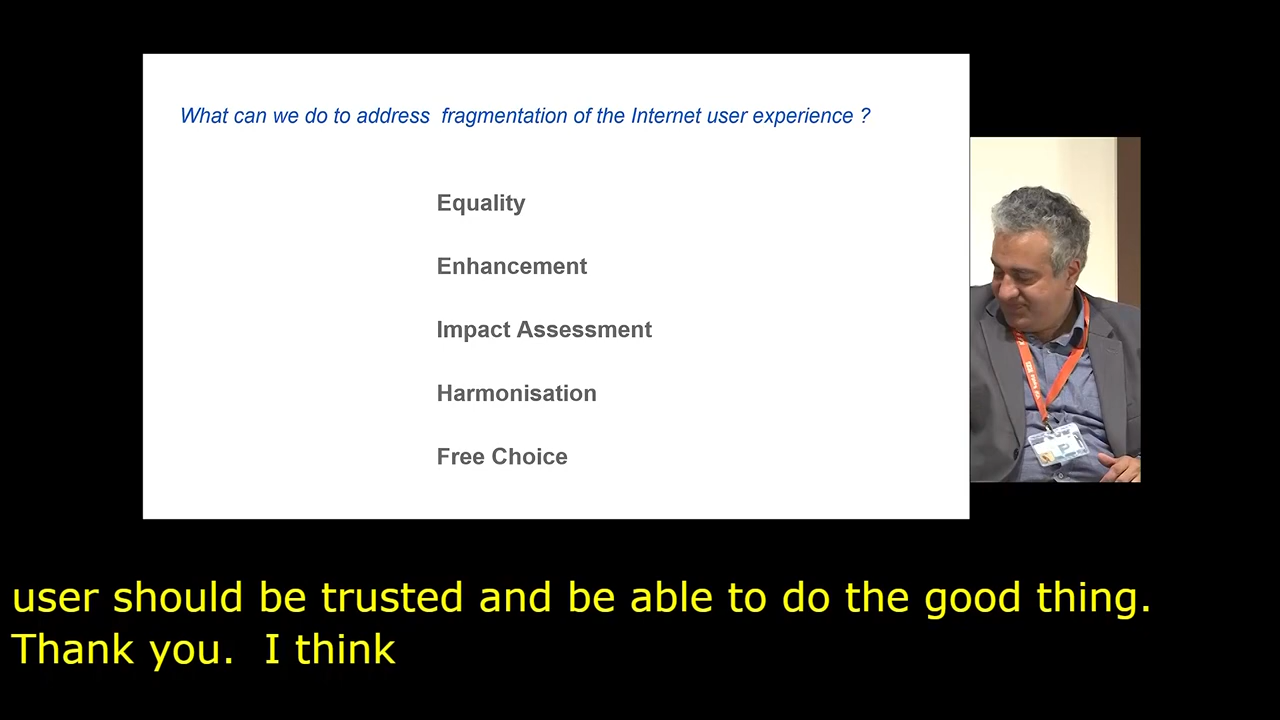 What can we do to address  fragmentation of the Internet user experience ?
Equality
Enhancement
Impact Assessment
Harmonisation
Free Choice
user should be trusted and be able to do the good thing.
Thank you.  I think